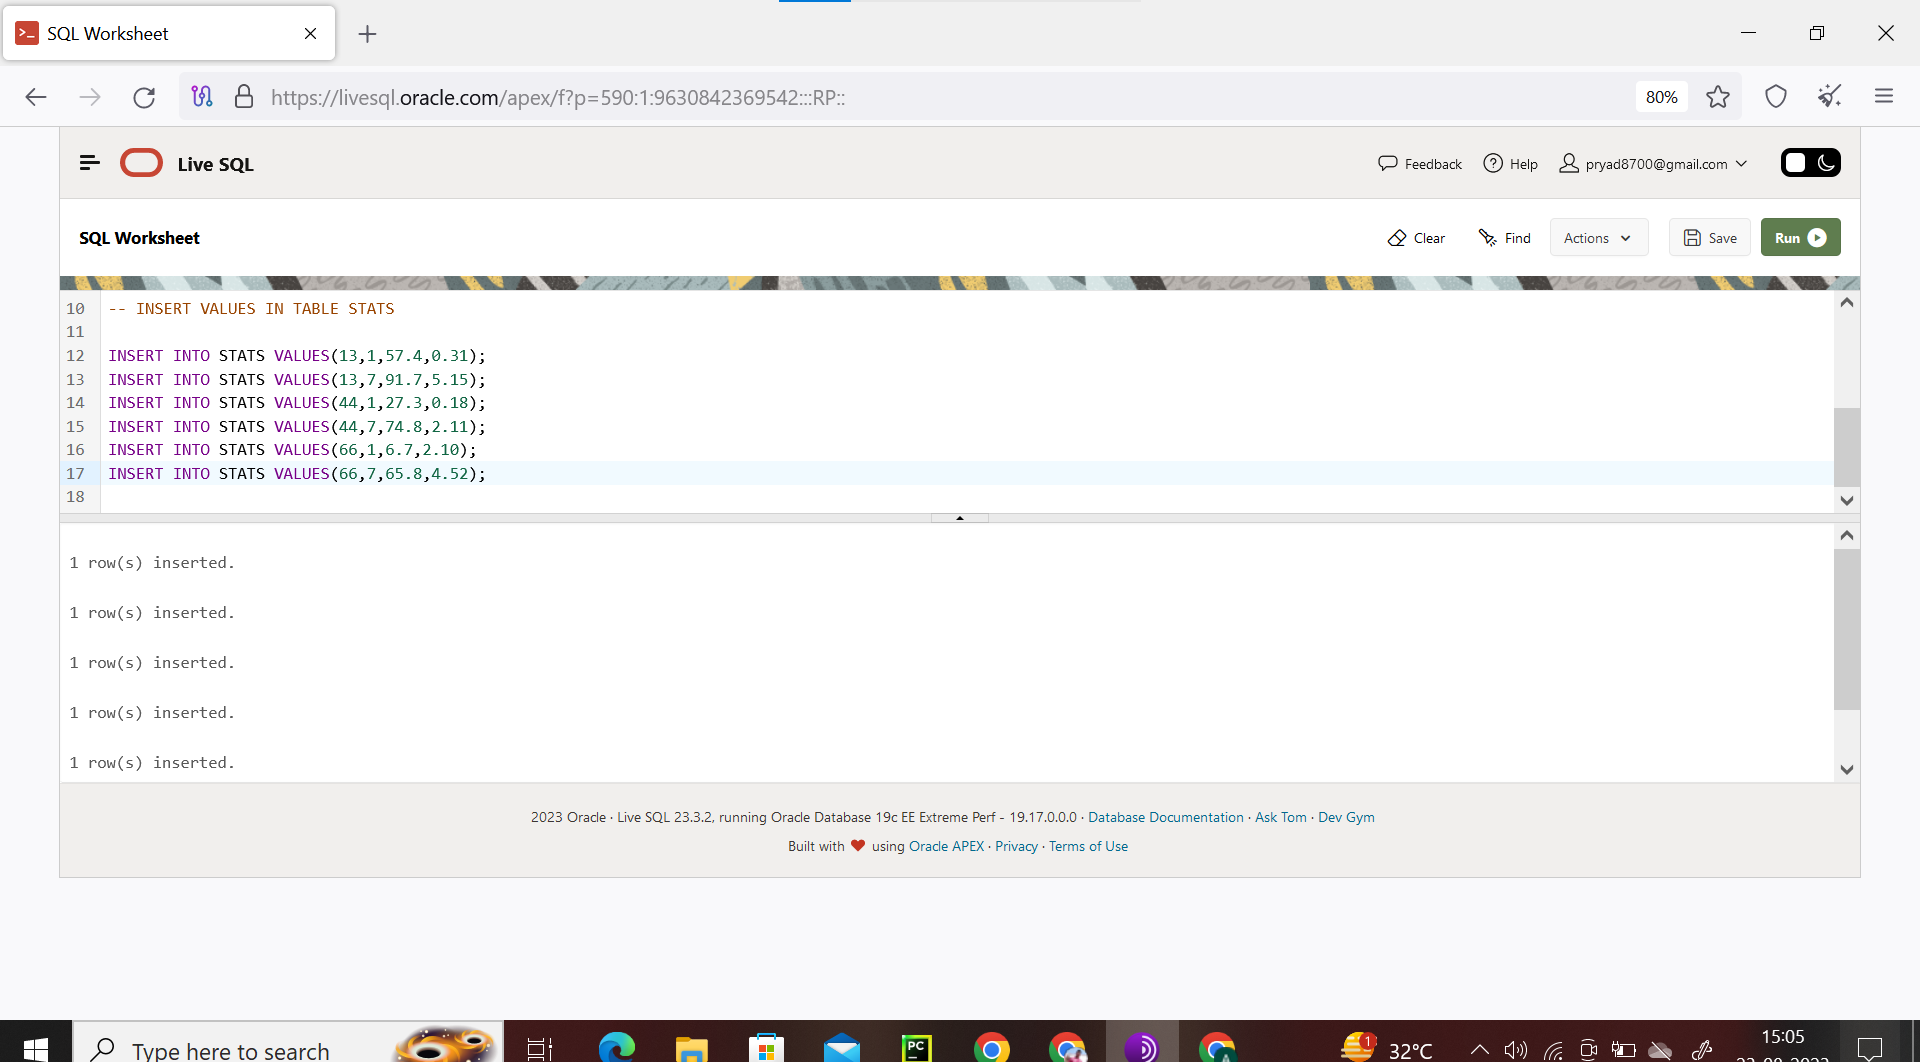 SQL Worksheet
https://livesql.oracle.com/apex/f?p=590:1:9630842369542:::RP::
80%
Live SQL
Feedback
Help
pryad8700@gmail.com
SQL Worksheet
Clear
Find
Actions
Save
Run
10 -- INSERT VALUES IN TABLE STATS
11
12 INSERT INTO STATS VALUES(13,1,57.4,0.31);
13 INSERT INTO STATS VALUES(13,7,91.7,5.15);
14 INSERT INTO STATS VALUES(44,1,27.3,0.18);
15 INSERT INTO STATS VALUES(44,7,74.8,2.11);
16 INSERT INTO STATS VALUES(66,1,6.7,2.10);
17 INSERT INTO STATS VALUES(66,7,65.8,4.52);
18
1 row(s) inserted.
1 row(s) inserted.
1 row(s) inserted.
1 row(s) inserted.
1 row(s) inserted.
2023 Oracle · Live SQL 23.3.2, running Oracle Database 19c EE Extreme Perf - 19.17.0.0.0 · Database Documentation · Ask Tom · Dev Gym
Built with ❤ using Oracle APEX · Privacy · Terms of Use
Type here to search
PC
A
1
32°C
15:05